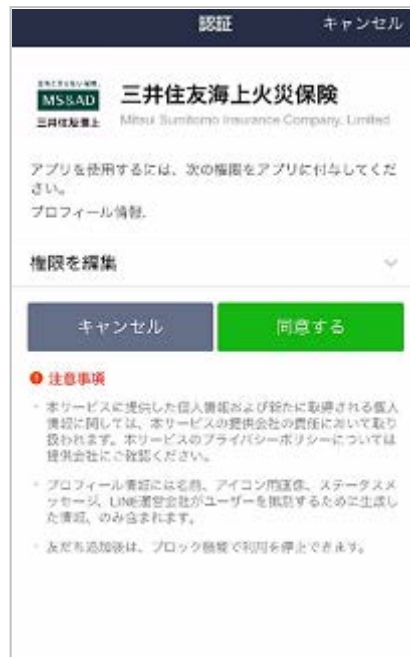 認証
キャンセル
MS&AD
三井住友海上
三井住友海上火災保険
Mitsui Sumitomo Insurance Company, Limited
アプリを使用するには、次の権限をアプリに付与してくだ
さい。
プロフィール情報.
権限を編集
キャンセル
同意する
注意事項
本サービスに提供した個人情報および新たに取得される個人
情報に関しては、本サービスの提供会社の責任において取り
扱われます。本サービスのプライバシーポリシーについては
提供会社にご確認ください。
プロフィール情報には名前、アイコン用画像、ステータスメ
ッセージ、LINE運営会社がユーザーを識別するために生成し
た情報、のみ含まれます。
友だち追加後は、ブロック機能で利用を停止できます。